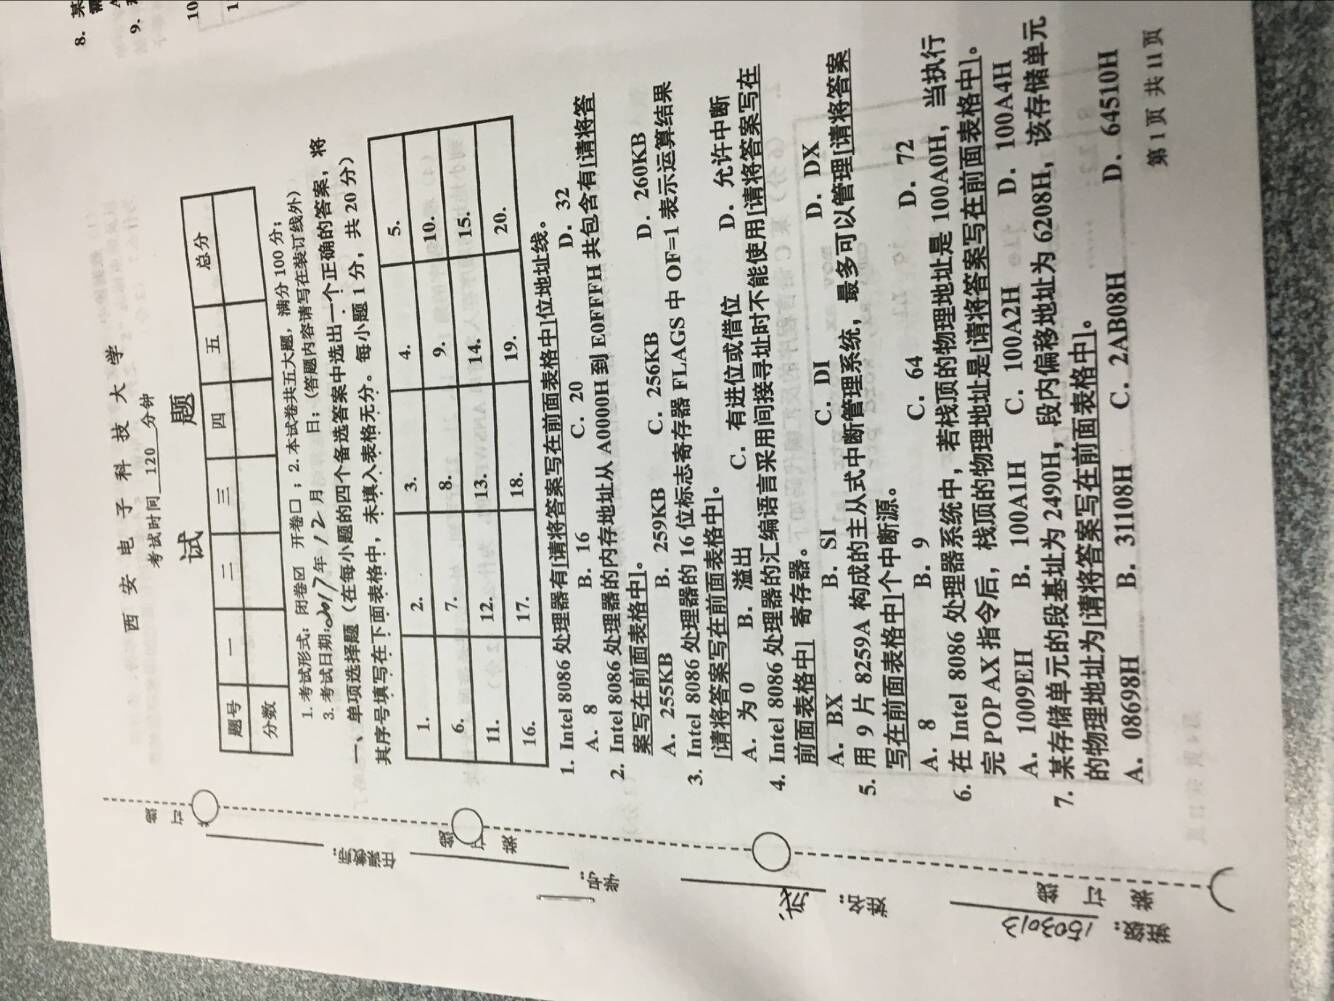 西安电子科技大学
考试时间 120 分钟
试 题
题号 一 二 三 四 五 总分
分数
1.考试形式：闭卷☑ 开卷□；2.本试卷共五大题，满分100分；
3.考试日期:2017年12月 日；(答题内容请写在装订线外)
一、单项选择题（在每小题的四个备选答案中选出一个正确的答案，将
其序号填写在下面表格中，未填入表格无分。每小题1分，共20分）
1. 2. 3. 4. 5.
6. 7. 8. 9. 10.
11. 12. 13. 14. 15.
16. 17. 18. 19. 20.
1. Intel 8086 处理器有[请将答案写在前面表格中]位地址线。
A. 8 B. 16 C. 20 D. 32
2. Intel 8086 处理器的内存地址从 A0000H 到 E0FFFH 共包含有[请将答
案写在前面表格中]。
A. 255KB B. 259KB C. 256KB D. 260KB
3. Intel 8086 处理器的 16 位标志寄存器 FLAGS 中 OF=1 表示运算结果
[请将答案写在前面表格中]。
A. 为 0 B. 溢出 C. 有进位或借位 D. 允许中断
4. Intel 8086 处理器的汇编语言采用间接寻址时不能使用[请将答案写在
前面表格中] 寄存器。
A. BX B. SI C. DI D. DX
5. 用 9 片 8259A 构成的主从式中断管理系统，最多可以管理[请将答案
写在前面表格中]个中断源。
A. 8 B. 9 C. 64 D. 72
6. 在 Intel 8086 处理器系统中，若栈顶的物理地址是 100A0H，当执行
完 POP AX 指令后，栈顶的物理地址是[请将答案写在前面表格中]。
A. 1009EH B. 100A1H C. 100A2H D. 100A4H
7. 某存储单元的段基址为 2490H，段内偏移地址为 6208H，该存储单元
的物理地址为[请将答案写在前面表格中]。
A. 08698H B. 31108H C. 2AB08H D. 64510H
第 1 页 共 11 页
班级: 1503013 姓名: 成 学号: 任课教师:
装 订 线 装 订 线 订 线
8. 某
需
A
9.
10
1